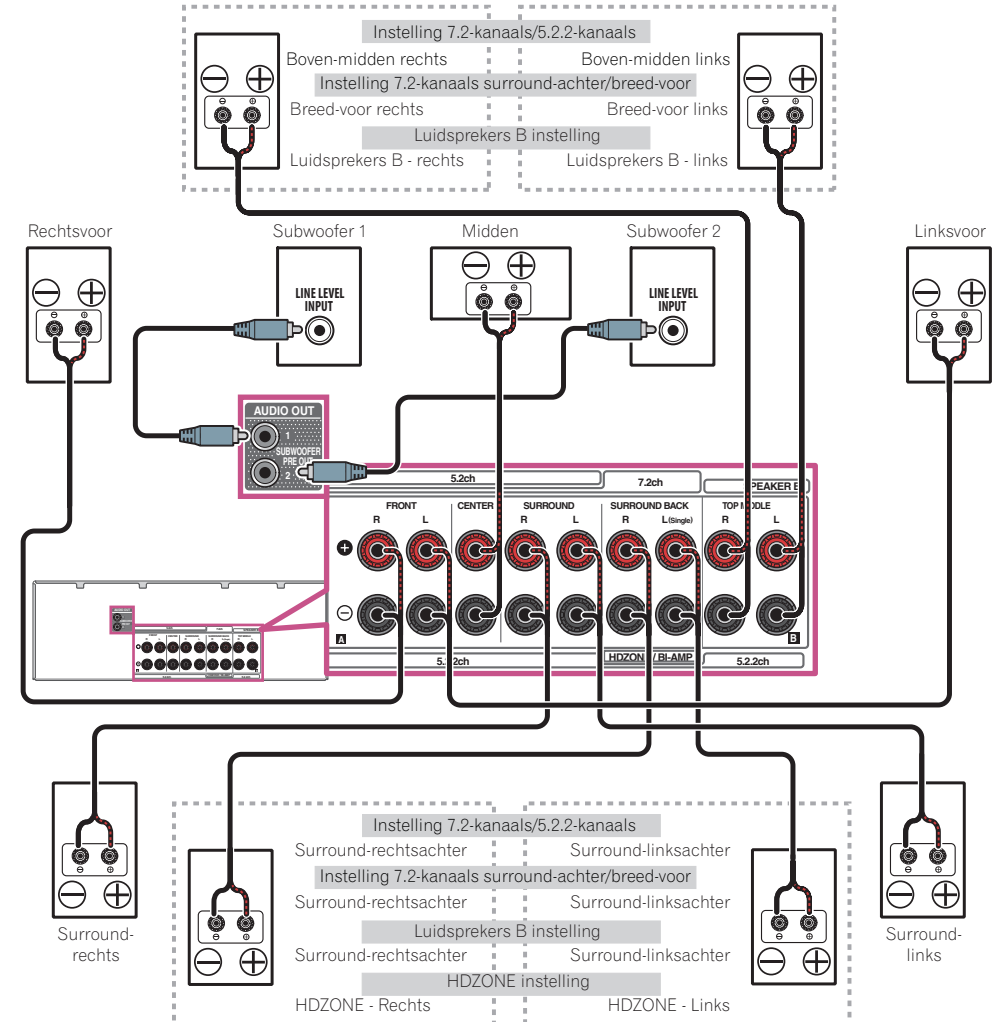 Instelling 7.2-kanaals/5.2.2-kanaals
Boven-midden rechts
Boven-midden links
Instelling 7.2-kanaals surround-achter/breed-voor
Breed-voor rechts
Breed-voor links
Luidsprekers B instelling
Luidsprekers B - rechts
Luidsprekers B - links
Rechtsvoor
Subwoofer 1
Midden
Subwoofer 2
Linksvoor
LINE LEVEL
INPUT
LINE LEVEL
INPUT
AUDIO OUT
1
SUBWOOFER
PRE OUT
2
5.2ch
7.2ch
SPEAKER B
FRONT
CENTER
SURROUND
SURROUND BACK
TOP MIDDLE
R
L
R
L
R
L (Single)
R
L
A
B
HDZONE / BI-AMP
5.2.2ch
5.2.2ch
Surround-
rechts
Surround-
links
Instelling 7.2-kanaals/5.2.2-kanaals
Surround-rechtsachter
Surround-linksachter
Instelling 7.2-kanaals surround-achter/breed-voor
Surround-rechtsachter
Surround-linksachter
Luidsprekers B instelling
Surround-rechtsachter
Surround-linksachter
HDZONE instelling
HDZONE - Rechts
HDZONE - Links